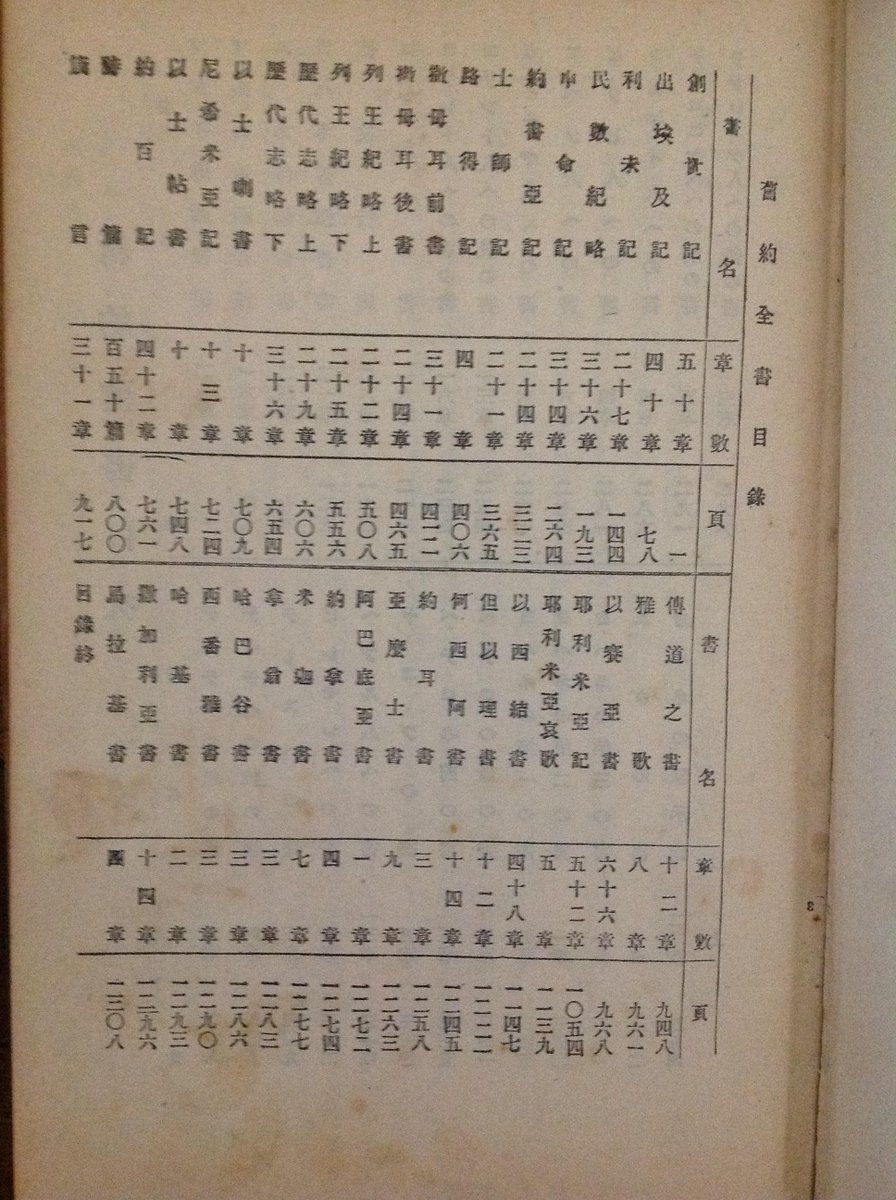 舊約全書目錄
書名 章數 頁
創世記 五十章 一
出埃及記 四十章 七八
利未記 二十七章 一四四
民數紀略 三十六章 一九三
申命記 三十四章 二六四
約書亞記 二十四章 三二三
士師記 二十一章 三六五
路得記 四章 四〇六
撒母耳前書 三十一章 四一二
撒母耳後書 二十四章 四六五
列王紀略上 二十二章 五〇八
列王紀略下 二十五章 五五六
歷代志略上 二十九章 六〇六
歷代志略下 三十六章 六五四
以士喇書 十章 七〇九
尼希米亞記 十三章 七二四
以士帖書 十章 七四八
約百記 四十二章 七六一
詩篇 百五十篇 八〇〇
箴言 三十一章 九一七
書名 章數 頁
傳道之書 十二章 九四八
雅歌 八章 九六一
以賽亞書 六十六章 九六八
耶利米亞記 五十二章 一〇五四
耶利米亞哀歌 五章 一一三九
以西結書 四十八章 一一四七
但以理書 十二章 一二二二
何西阿書 十四章 一二四五
約耳書 三章 一二五八
亞麼士書 九章 一二六三
阿巴底亞書 一章 一二七二
約拿書 四章 一二七四
米迦書 七章 一二七七
拿翁書 三章 一二八三
哈巴谷書 三章 一二八六
西番雅書 三章 一二九〇
哈基書 二章 一二九三
撒加利亞書 十四章 一二九六
馬拉基書 四章 一三〇八
目錄終